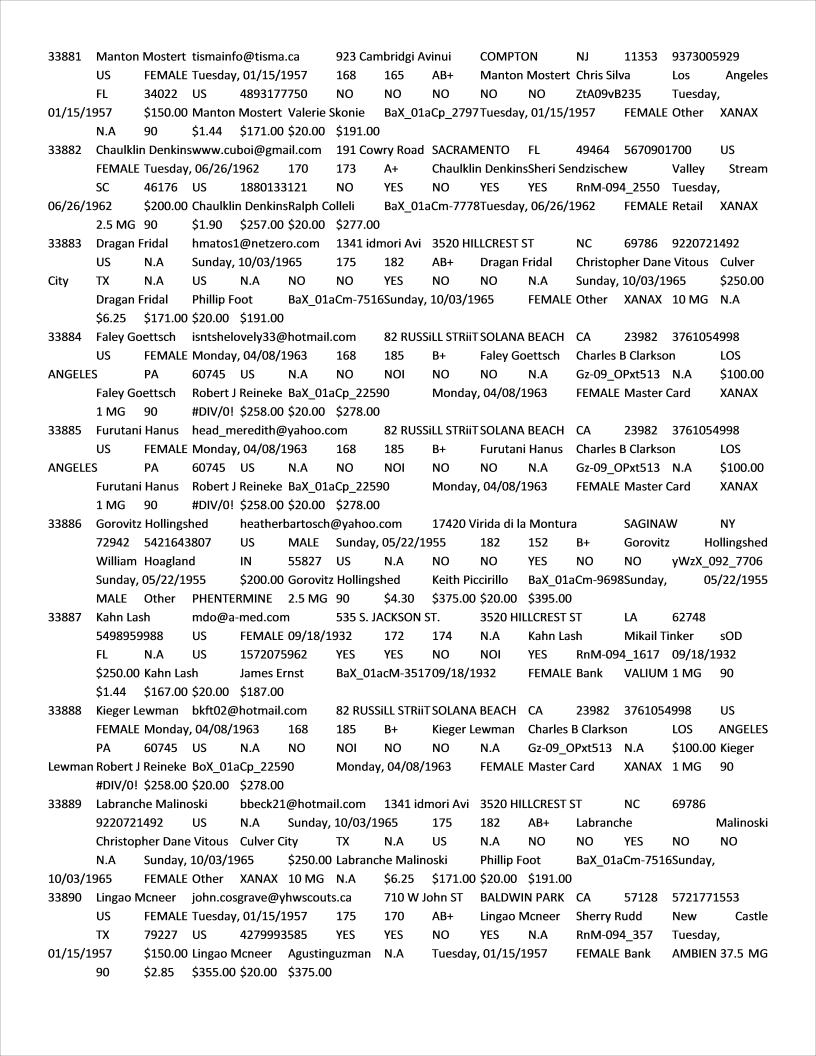 33881 Manton Mostert tismainfo@tisma.ca 923 Cambridgi Avinui COMPTON NJ 11353 9373005929
US FEMALE Tuesday, 01/15/1957 168 165 AB+ Manton Mostert Chris Silva Los Angeles
FL 34022 US 4893177750 NO NO NO NO NO ZtA09vB235 Tuesday,
01/15/1957 $150.00 Manton Mostert Valerie Skonie BaX_01aCp_2797Tuesday, 01/15/1957 FEMALE Other XANAX
N.A 90 $1.44 $171.00 $20.00 $191.00
33882 Chaulklin Denkinswww.cuboi@gmail.com 191 Cowry Road SACRAMENTO FL 49464 5670901700 US
FEMALE Tuesday, 06/26/1962 170 173 A+ Chaulklin DenkinsSheri Sendzischew Valley Stream
SC 46176 US 1880133121 NO YES NO YES YES RnM-094_2550 Tuesday,
06/26/1962 $200.00 Chaulklin DenkinsRalph Colleli BaX_01aCm-7778Tuesday, 06/26/1962 FEMALE Retail XANAX
2.5 MG 90 $1.90 $257.00 $20.00 $277.00
33883 Dragan Fridal hmatos1@netzero.com 1341 idmori Avi 3520 HILLCREST ST NC 69786 9220721492
US N.A Sunday, 10/03/1965 175 182 AB+ Dragan Fridal Christopher Dane Vitous Culver
City TX N.A US N.A NO NO YES NO NO N.A Sunday, 10/03/1965 $250.00
Dragan Fridal Phillip Foot BaX_01aCm-7516Sunday, 10/03/1965 FEMALE Other XANAX 10 MG N.A
$6.25 $171.00 $20.00 $191.00
33884 Faley Goettsch isntshelovely33@hotmail.com 82 RUSSiLL STRiiT SOLANA BEACH CA 23982 3761054998
US FEMALE Monday, 04/08/1963 168 185 B+ Faley Goettsch Charles B Clarkson LOS
ANGELES PA 60745 US N.A NO NOI NO NO N.A Gz-09_OPxt513 N.A $100.00
Faley Goettsch Robert J Reineke BaX_01aCp_22590 Monday, 04/08/1963 FEMALE Master Card XANAX
1 MG 90 #DIV/0! $258.00 $20.00 $278.00
33885 Furutani Hanus head_meredith@yahoo.com 82 RUSSiLL STRiiT SOLANA BEACH CA 23982 3761054998
US FEMALE Monday, 04/08/1963 168 185 B+ Furutani Hanus Charles B Clarkson LOS
ANGELES PA 60745 US N.A NO NOI NO NO N.A Gz-09_OPxt513 N.A $100.00
Furutani Hanus Robert J Reineke BaX_01aCp_22590 Monday, 04/08/1963 FEMALE Master Card XANAX
1 MG 90 #DIV/0! $258.00 $20.00 $278.00
33886 Gorovitz Hollingshed heatherbartosch@yahoo.com 17420 Virida di la Montura SAGINAW NY
72942 5421643807 US MALE Sunday, 05/22/1955 182 152 B+ Gorovitz Hollingshed
William Hoagland IN 55827 US N.A NO NO YES NO NO yWzX_092_7706
Sunday, 05/22/1955 $200.00 Gorovitz Hollingshed Keith Piccirillo BaX_01aCm-9698Sunday, 05/22/1955
MALE Other PHENTERMINE 2.5 MG 90 $4.30 $375.00 $20.00 $395.00
33887 Kahn Lash mdo@a-med.com 535 S. JACKSON ST. 3520 HILLCREST ST LA 62748
5498959988 US FEMALE 09/18/1932 172 174 N.A Kahn Lash Mikail Tinker sOD
FL N.A US 1572075962 YES YES NO NOI YES RnM-094_1617 09/18/1932
$250.00 Kahn Lash James Ernst BaX_01acM-351709/18/1932 FEMALE Bank VALIUM 1 MG 90
$1.44 $167.00 $20.00 $187.00
33888 Kieger Lewman bkft02@hotmail.com 82 RUSSiLL STRiiT SOLANA BEACH CA 23982 3761054998 US
FEMALE Monday, 04/08/1963 168 185 B+ Kieger Lewman Charles B Clarkson LOS ANGELES
PA 60745 US N.A NO NOI NO NO N.A Gz-09_OPxt513 N.A $100.00 Kieger
Lewman Robert J Reineke BoX_01aCp_22590 Monday, 04/08/1963 FEMALE Master Card XANAX 1 MG 90
#DIV/0! $258.00 $20.00 $278.00
33889 Labranche Malinoski bbeck21@hotmail.com 1341 idmori Avi 3520 HILLCREST ST NC 69786
9220721492 US N.A Sunday, 10/03/1965 175 182 AB+ Labranche Malinoski
Christopher Dane Vitous Culver City TX N.A US N.A NO NO YES NO NO
N.A Sunday, 10/03/1965 $250.00 Labranche Malinoski Phillip Foot BaX_01aCm-7516Sunday,
10/03/1965 FEMALE Other XANAX 10 MG N.A $6.25 $171.00 $20.00 $191.00
33890 Lingao Mcneer john.cosgrave@yhwscouts.ca 710 W John ST BALDWIN PARK CA 57128 5721771553
US FEMALE Tuesday, 01/15/1957 175 170 AB+ Lingao Mcneer Sherry Rudd New Castle
TX 79227 US 4279993585 YES YES NO YES N.A RnM-094_357 Tuesday,
01/15/1957 $150.00 Lingao Mcneer Agustinguzman N.A Tuesday, 01/15/1957 FEMALE Bank AMBIEN 37.5 MG
90 $2.85 $355.00 $20.00 $375.00